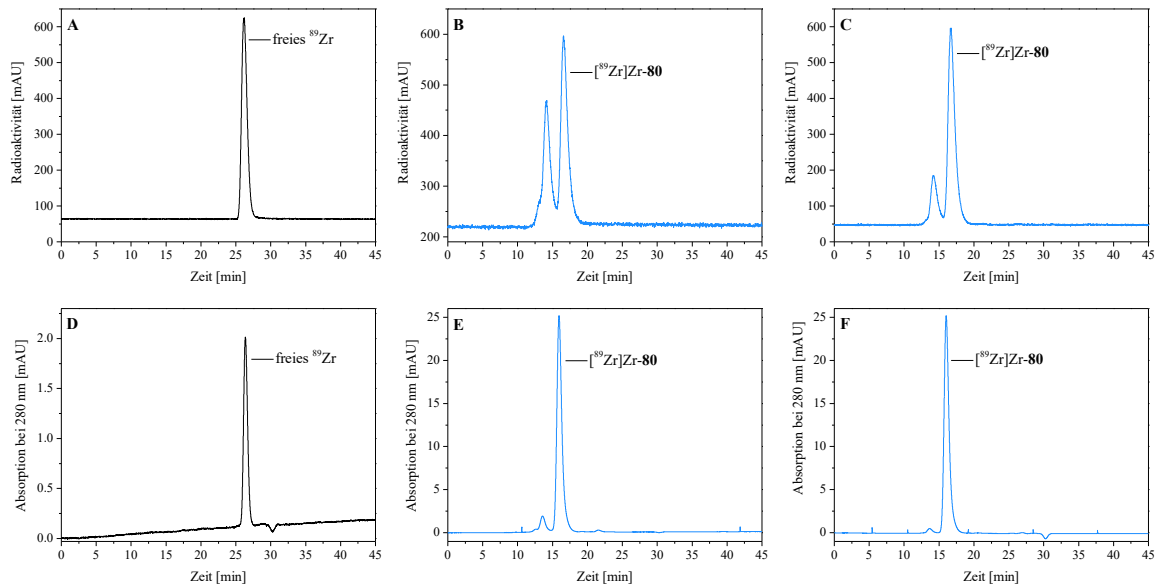 A
freies ⁸⁹Zr
600
500
400
300
200
100
0
0 5 10 15 20 25 30 35 40 45
Zeit [min]
Radioaktivität [mAU]
B
[⁸⁹Zr]Zr-80
600
500
400
300
200
0 5 10 15 20 25 30 35 40 45
Zeit [min]
Radioaktivität [mAU]
C
[⁸⁹Zr]Zr-80
600
500
400
300
200
100
0
0 5 10 15 20 25 30 35 40 45
Zeit [min]
Radioaktivität [mAU]
D
freies ⁸⁹Zr
2.0
1.5
1.0
0.5
0.0
0 5 10 15 20 25 30 35 40 45
Zeit [min]
Absorption bei 280 nm [mAU]
E
[⁸⁹Zr]Zr-80
25
20
15
10
5
0
0 5 10 15 20 25 30 35 40 45
Zeit [min]
Absorption bei 280 nm [mAU]
F
[⁸⁹Zr]Zr-80
25
20
15
10
5
0
0 5 10 15 20 25 30 35 40 45
Zeit [min]
Absorption bei 280 nm [mAU]